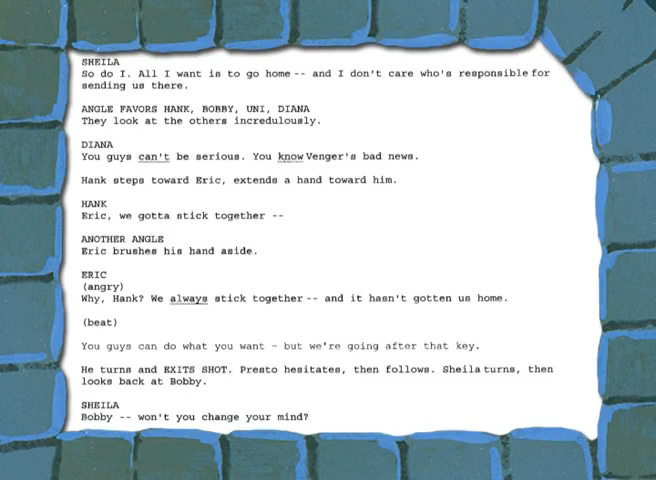 SHEILA
So do I. All I want is to go home -- and I don't care who's responsible for
sending us there.
ANGLE FAVORS HANK, BOBBY, UNI, DIANA
They look at the others incredulously.
DIANA
You guys can't be serious. You know Venger's bad news.
Hank steps toward Eric, extends a hand toward him.
HANK
Eric, we gotta stick together --
ANOTHER ANGLE
Eric brushes his hand aside.
ERIC
(angry)
Why, Hank? We always stick together -- and it hasn't gotten us home.
(beat)
You guys can do what you want - but we're going after that key.
He turns and EXITS SHOT. Presto hesitates, then follows. Sheila turns, then
looks back at Bobby.
SHEILA
Bobby -- won't you change your mind?